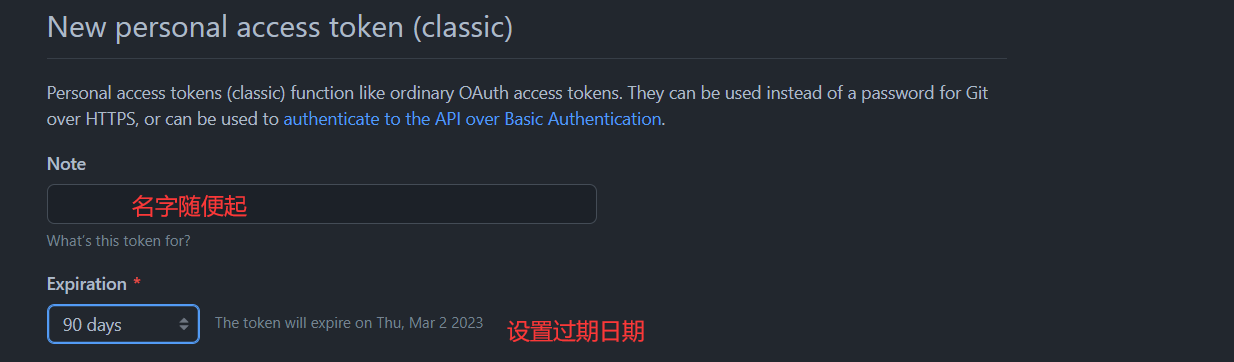 New personal access token (classic)
Personal access tokens (classic) function like ordinary OAuth access tokens. They can be used instead of a password for Git
over HTTPS, or can be used to authenticate to the API over Basic Authentication.
Note
名字随便起
What's this token for?
Expiration *
90 days The token will expire on Thu, Mar 2 2023 设置过期日期